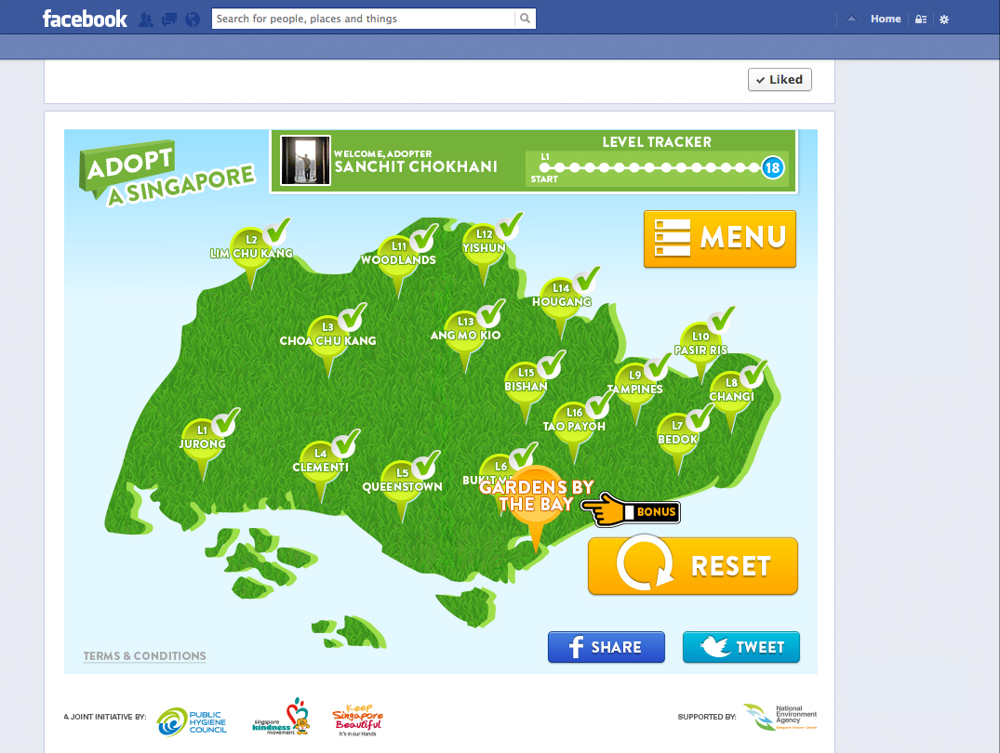 facebook
Search for people, places and things
Home
Liked
ADOPT
A SINGAPORE
WELCOME, ADOPTER
SANCHIT CHOKHANI
LEVEL TRACKER
L1
START
18
MENU
L2
LIM CHU KANG
L11
WOODLANDS
L12
YISHUN
L14
HOUGANG
L3
CHOA CHU KANG
L13
ANG MO KIO
L10
PASIR RIS
L15
BISHAN
L9
TAMPINES
L8
CHANGI
L16
TAO PAYOH
L7
BEDOK
L1
JURONG
L4
CLEMENTI
L5
QUEENSTOWN
L6
GARDENS BY
THE BAY
BONUS
RESET
SHARE
TWEET
TERMS & CONDITIONS
A JOINT INITIATIVE BY:
PUBLIC
HYGIENE
COUNCIL
singapore
kindness
movement
Keep
Singapore
Beautiful
It's in our Hands
SUPPORTED BY:
National
Environment
Agency